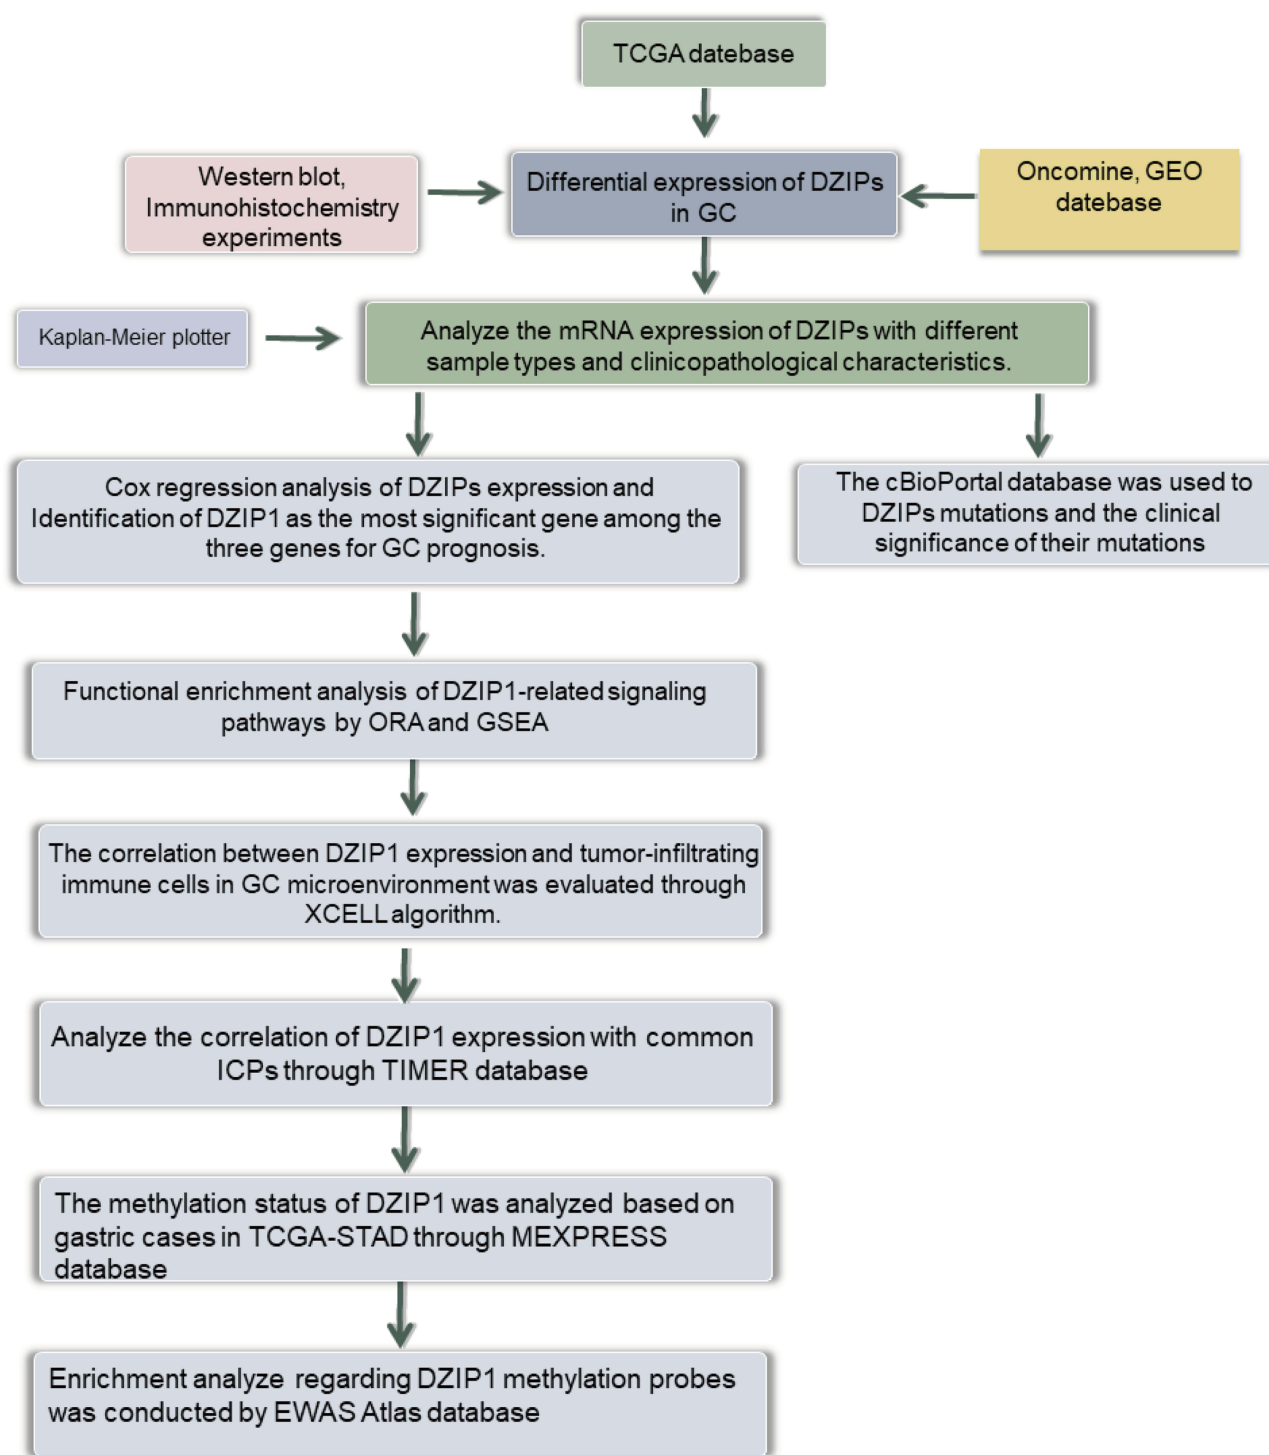 TCGA datebase
Western blot,
Immunohistochemistry
experiments
Differential expression of DZIPs
in GC
Oncomine, GEO
datebase
Kaplan-Meier plotter
Analyze the mRNA expression of DZIPs with different
sample types and clinicopathological characteristics.
Cox regression analysis of DZIPs expression and
Identification of DZIP1 as the most significant gene among the
three genes for GC prognosis.
The cBioPortal database was used to
DZIPs mutations and the clinical
significance of their mutations
Functional enrichment analysis of DZIP1-related signaling
pathways by ORA and GSEA
The correlation between DZIP1 expression and tumor-infiltrating
immune cells in GC microenvironment was evaluated through
XCELL algorithm.
Analyze the correlation of DZIP1 expression with common
ICPs through TIMER database
The methylation status of DZIP1 was analyzed based on
gastric cases in TCGA-STAD through MEXPRESS
database
Enrichment analyze regarding DZIP1 methylation probes
was conducted by EWAS Atlas database